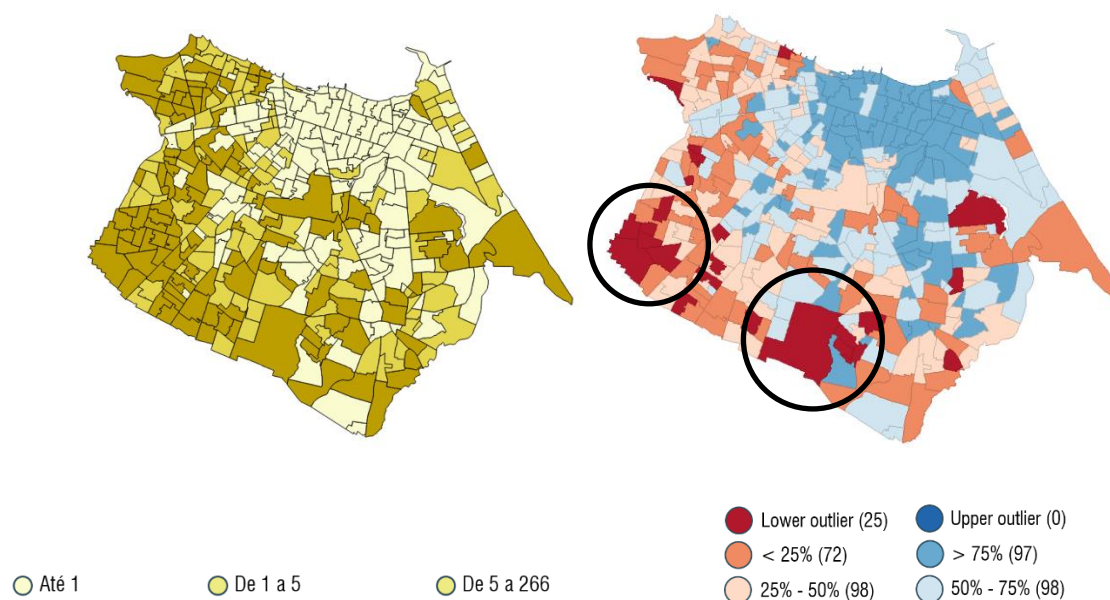 Lower outlier (25)
Upper outlier (0)
< 25% (72)
> 75% (97)
Até 1
De 1 a 5
De 5 a 266
25% - 50% (98)
50% - 75% (98)